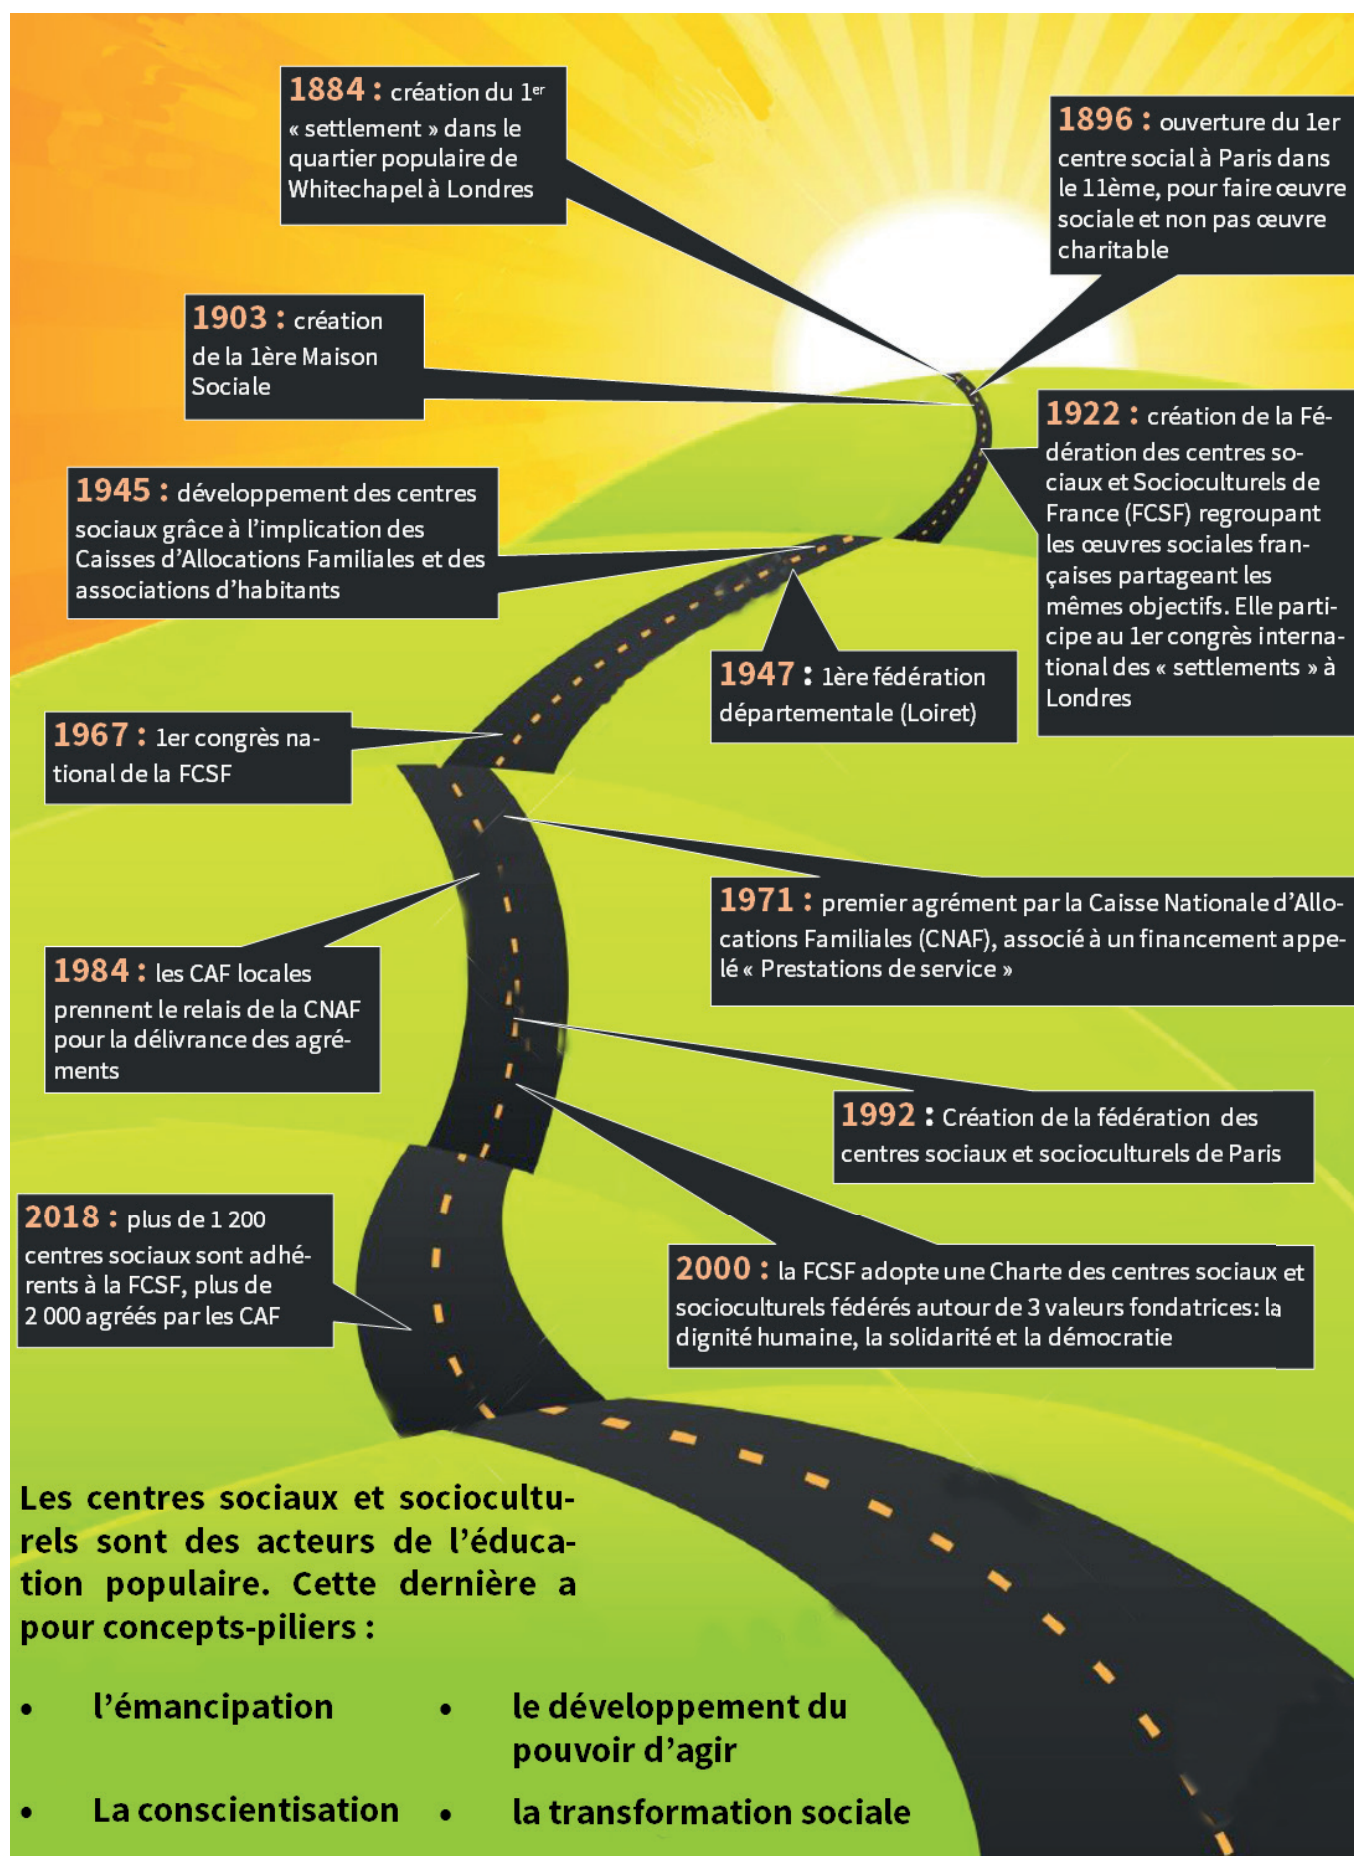 1884 : création du 1er
« settlement » dans le
quartier populaire de
Whitechapel à Londres
1896 : ouverture du 1er
centre social à Paris dans
le 11ème, pour faire œuvre
sociale et non pas œuvre
charitable
1903 : création
de la 1ère Maison
Sociale
1922 : création de la Fé-
dération des centres so-
ciaux et Socioculturels de
France (FCSF) regroupant
les œuvres sociales fran-
çaises partageant les
mêmes objectifs. Elle parti-
cipe au 1er congrès interna-
tional des « settlements » à
Londres
1945 : développement des centres
sociaux grâce à l'implication des
Caisses d'Allocations Familiales et des
associations d'habitants
1947 : 1ère fédération
départementale (Loiret)
1967 : 1er congrès na-
tional de la FCSF
1971 : premier agrément par la Caisse Nationale d'Allo-
cations Familiales (CNAF), associé à un financement appe-
lé « Prestations de service »
1984 : les CAF locales
prennent le relais de la CNAF
pour la délivrance des agré-
ments
1992 : Création de la fédération des
centres sociaux et socioculturels de Paris
2000 : la FCSF adopte une Charte des centres sociaux et
socioculturels fédérés autour de 3 valeurs fondatrices: la
dignité humaine, la solidarité et la démocratie
2018 : plus de 1 200
centres sociaux sont adhé-
rents à la FCSF, plus de
2 000 agréés par les CAF
Les centres sociaux et sociocultu-
rels sont des acteurs de l'éduca-
tion populaire. Cette dernière a
pour concepts-piliers :
• l'émancipation
• La conscientisation
• le développement du
pouvoir d'agir
• la transformation sociale